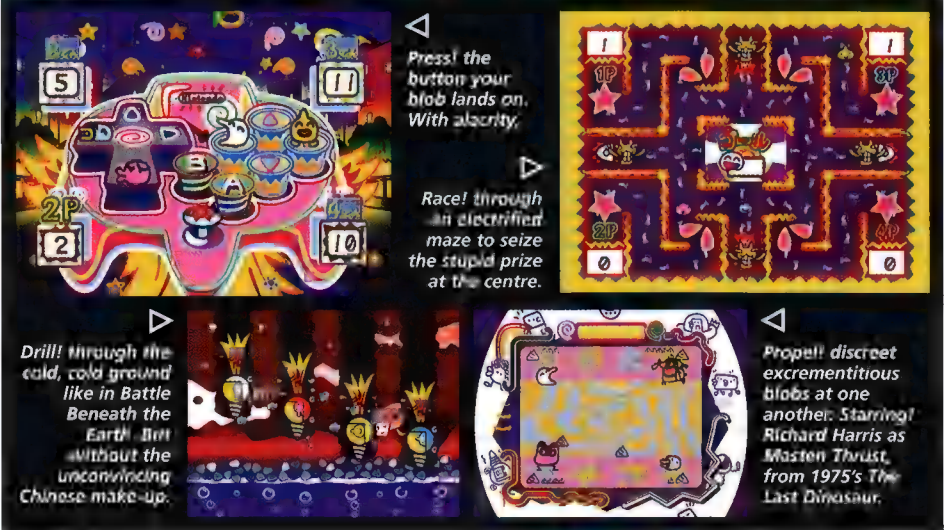 5
11
2P
2
10
Press! the
button your
blob lands on.
With alacrity.
Race! through
an electrified
maze to seize
the stupid prize
at the centre.
1
1P
1
3P
ゴール
2P
0
4P
0
Drill! through the
cold, cold ground
like in Battle
Beneath the
Earth. But
without the
unconvincing
Chinese make-up.
Propel! discreet
excrementitious
blobs at one
another. Starring!
Richard Harris as
Masten Thrust,
from 1975's The
Last Dinosaur.